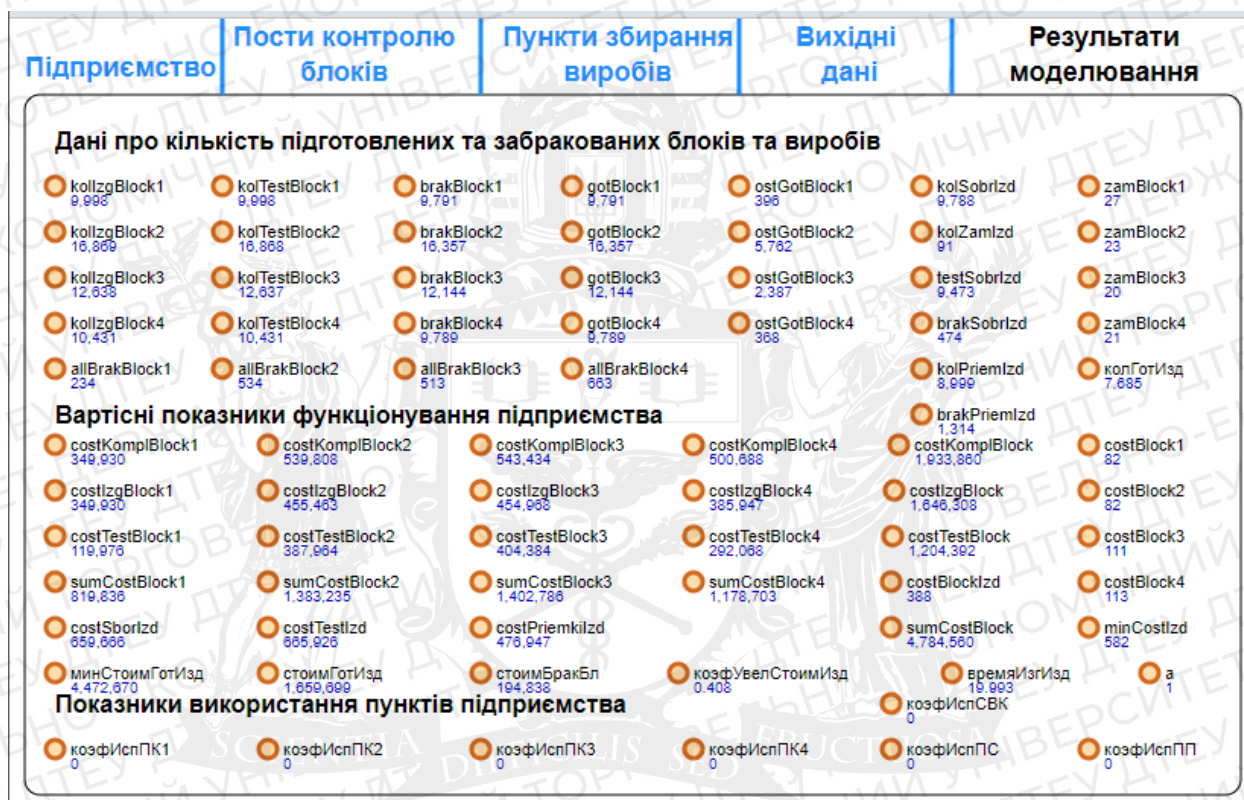 Підприємство
Пости контролю
блоків
Пункти збирання
виробів
Вихідні
дані
Результати
моделювання
Дані про кількість підготовлених та забракованих блоків та виробів
kolIzgBlock1 kolTestBlock1 brakBlock1 gotBlock1 ostGotBlock1 kolSobrIzd zamBlock1
9,998 9,998 9,791 9,791 396 9,788 27
kolIzgBlock2 kolTestBlock2 brakBlock2 gotBlock2 ostGotBlock2 kolZamIzd zamBlock2
16,869 16,868 16,357 16,357 5,762 91 23
kolIzgBlock3 kolTestBlock3 brakBlock3 gotBlock3 ostGotBlock3 testSobrIzd zamBlock3
12,638 12,637 12,144 12,144 2,387 9,473 20
kolIzgBlock4 kolTestBlock4 brakBlock4 gotBlock4 ostGotBlock4 brakSobrIzd zamBlock4
10,431 10,431 9,789 9,789 368 474 21
allBrakBlock1 allBrakBlock2 allBrakBlock3 allBrakBlock4 kolPriemIzd колГотИзд
234 534 513 663 8,999 7,685
Вартісні показники функціонування підприємства
brakPriemIzd
1,314
costKomplBlock1 costKomplBlock2 costKomplBlock3 costKomplBlock4 costKomplBlock costBlock1
349,930 539,808 543,434 500,688 1,933,860 82
costIzgBlock1 costIzgBlock2 costIzgBlock3 costIzgBlock4 costIzgBlock costBlock2
349,930 455,463 454,968 385,947 1,646,308 82
costTestBlock1 costTestBlock2 costTestBlock3 costTestBlock4 costTestBlock costBlock3
119,976 387,964 404,384 292,068 1,204,392 111
sumCostBlock1 sumCostBlock2 sumCostBlock3 sumCostBlock4 costBlockIzd costBlock4
819,836 1,383,235 1,402,786 1,178,703 388 113
costSborIzd costTestIzd costPriemkiIzd sumCostBlock minCostIzd
659,666 665,926 476,947 4,784,560 582
минСтоимГотИзд стоимГотИзд стоимБракБл коэфУвелСтоимИзд времяИзгИзд a
4,472,670 1,659,699 194,838 0.408 19.993 1
Показники використання пунктів підприємства
коэфИспСВК
0
коэфИспПК1 коэфИспПК2 коэфИспПК3 коэфИспПК4 коэфИспПС коэфИспПП
0 0 0 0 0 0